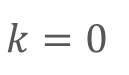 k = 0